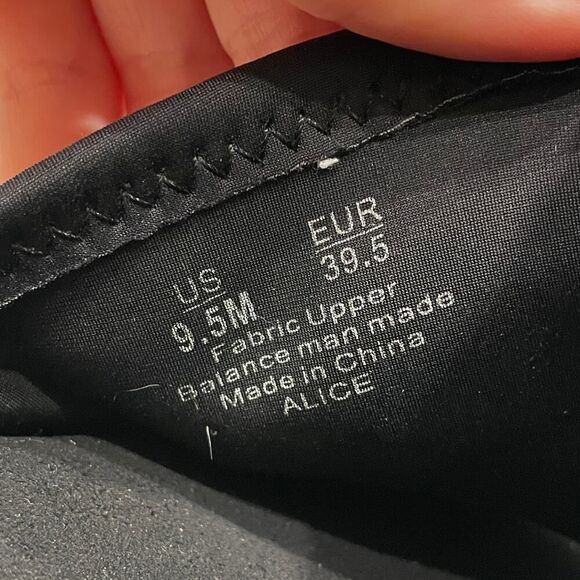 US EUR
9.5M 39.5
Fabric Upper
Balance man made
Made in China
ALICE